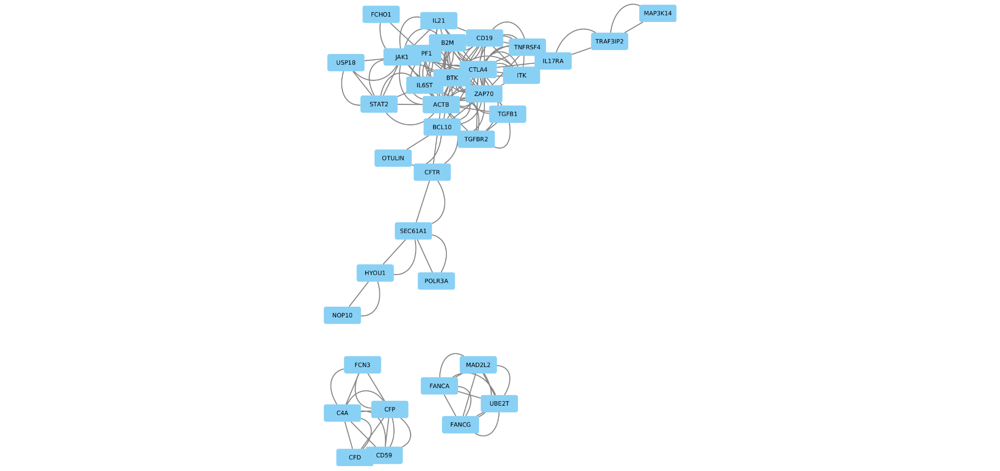 MAP3K14
FCHO1
IL21
CD19
TRAF3IP2
B2M
TNFRSF4
PF1
JAK1
IL17RA
USP18
CTLA4
ITK
BTK
IL6ST
ZAP70
STAT2
ACTB
TGFB1
BCL10
TGFBR2
OTULIN
CFTR
SEC61A1
HYOU1
POLR3A
NOP10
FCN3
MAD2L2
FANCA
UBE2T
CFP
C4A
FANCG
CFD
CD59